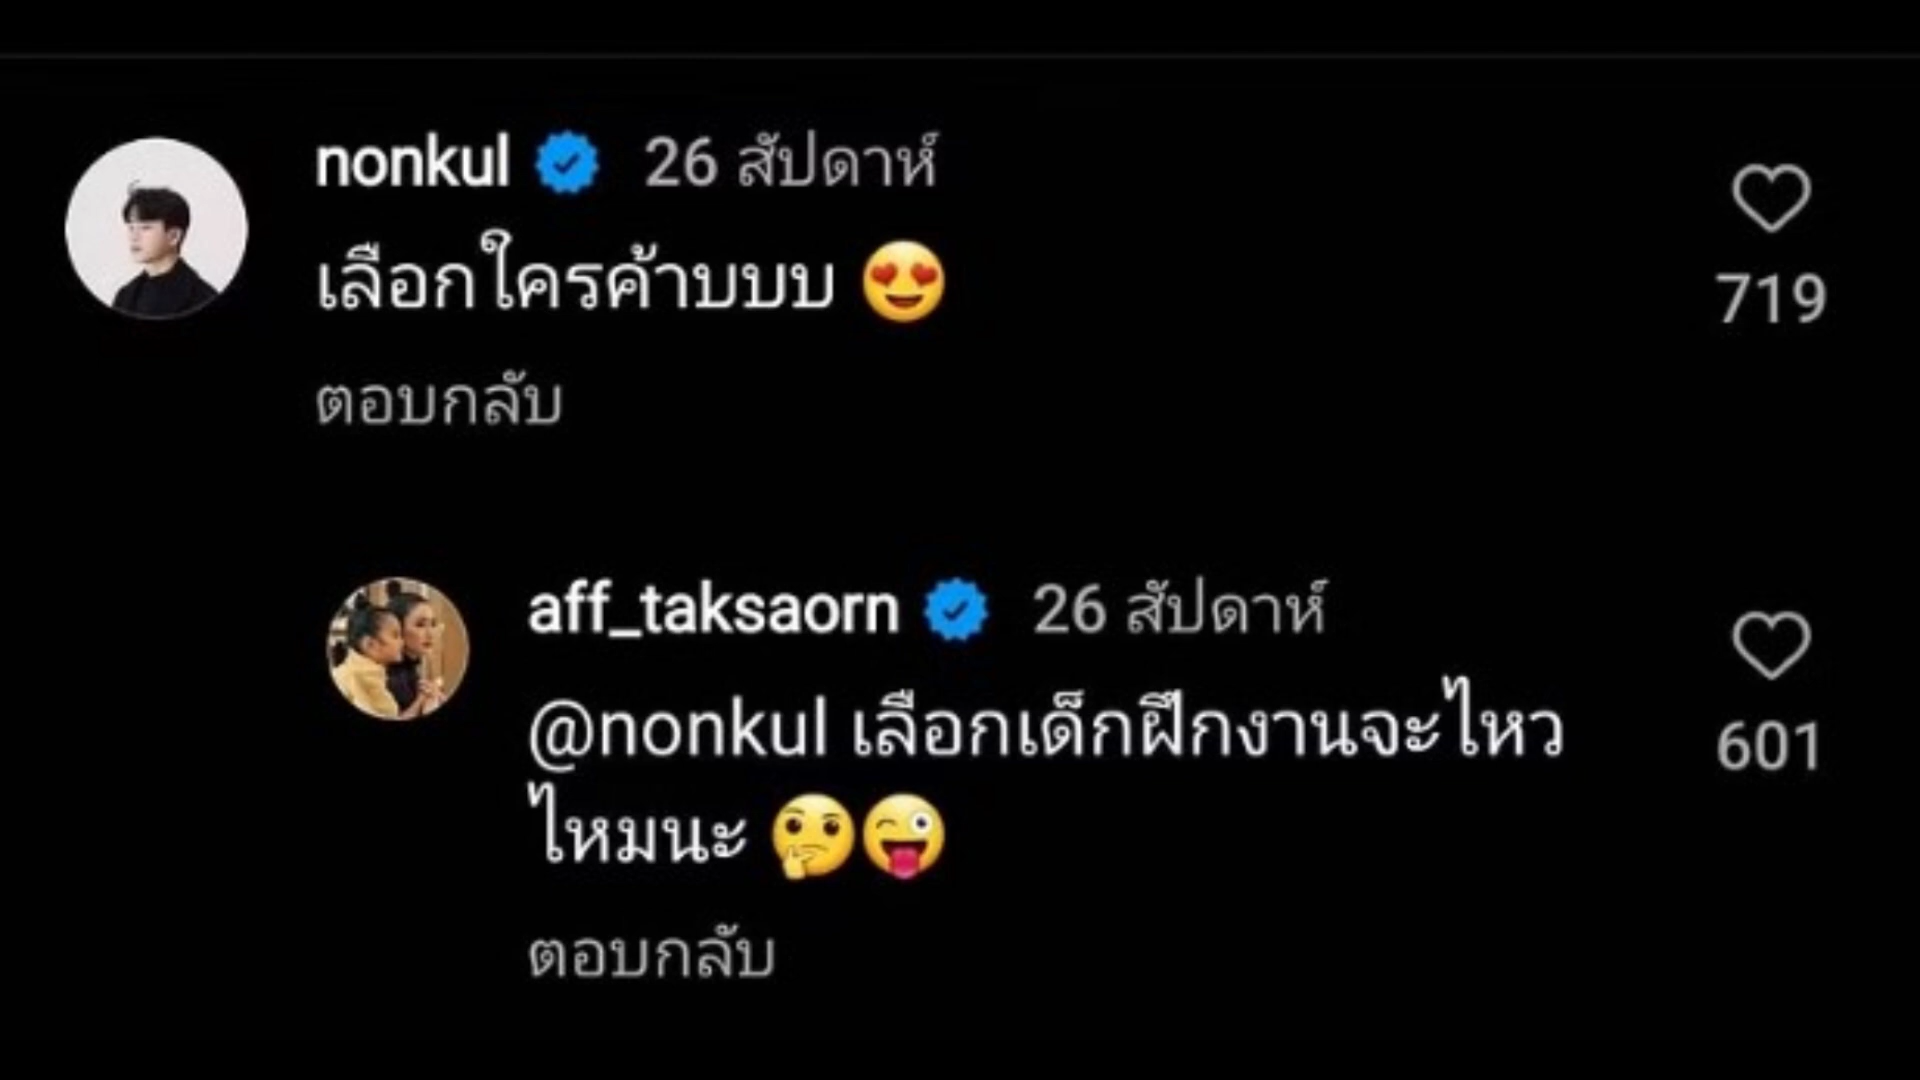 nonkul 26 สัปดาห์
เลือกใครค้าบบบ 😍
719
ตอบกลับ
aff_taksaorn 26 สัปดาห์
@nonkul เลือกเด็กฝึกงานจะไหว
ไหมนะ 🤔😜
601
ตอบกลับ